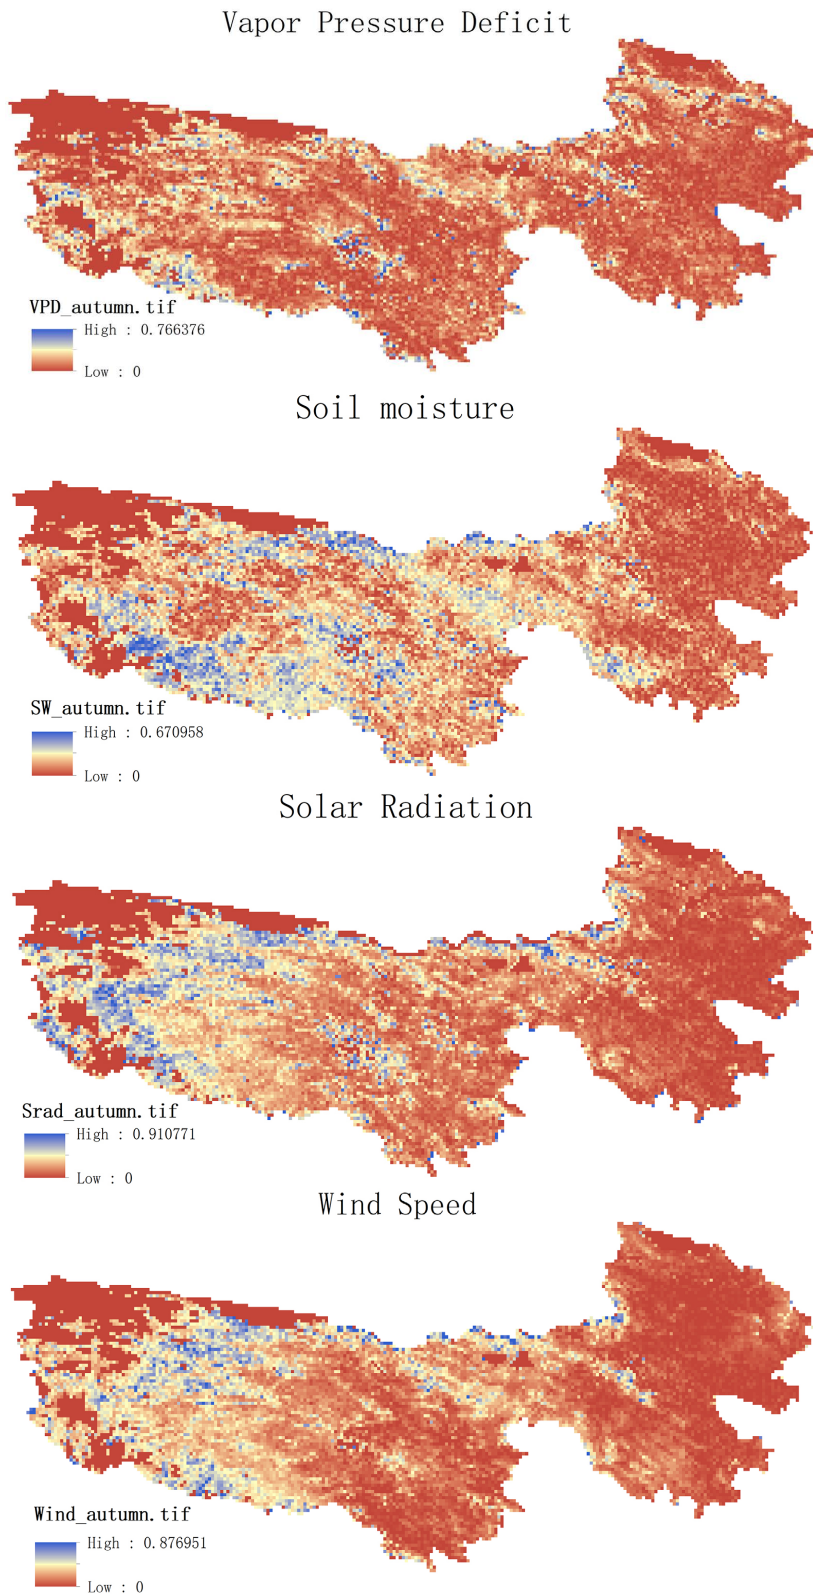 Vapor Pressure Deficit
VPD_autumn.tif
High : 0.766376
Low : 0
Soil moisture
SW_autumn.tif
High : 0.670958
Low : 0
Solar Radiation
Srad_autumn.tif
High : 0.910771
Low : 0
Wind Speed
Wind_autumn.tif
High : 0.876951
Low : 0